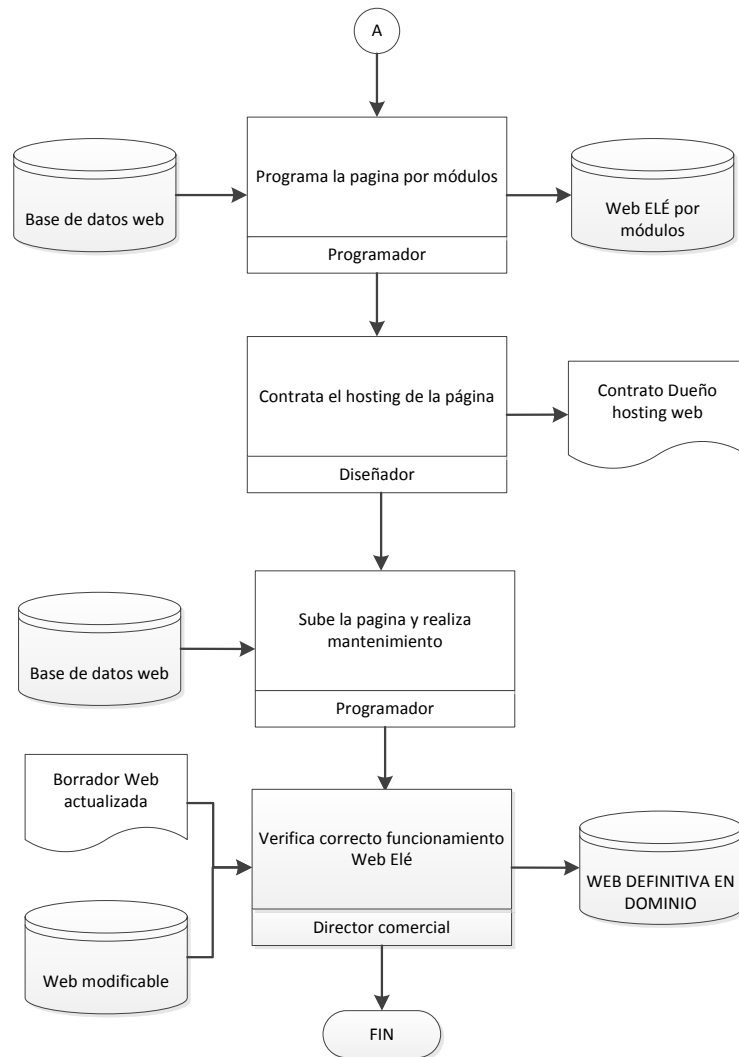 A
Programa la pagina por módulos
Programador
Base de datos web
Web ELÉ por
módulos
Contrata el hosting de la página
Diseñador
Contrato Dueño
hosting web
Sube la pagina y realiza
mantenimiento
Programador
Base de datos web
Borrador Web
actualizada
Web modificable
Verifica correcto funcionamiento
Web Elé
Director comercial
WEB DEFINITIVA EN
DOMINIO
FIN